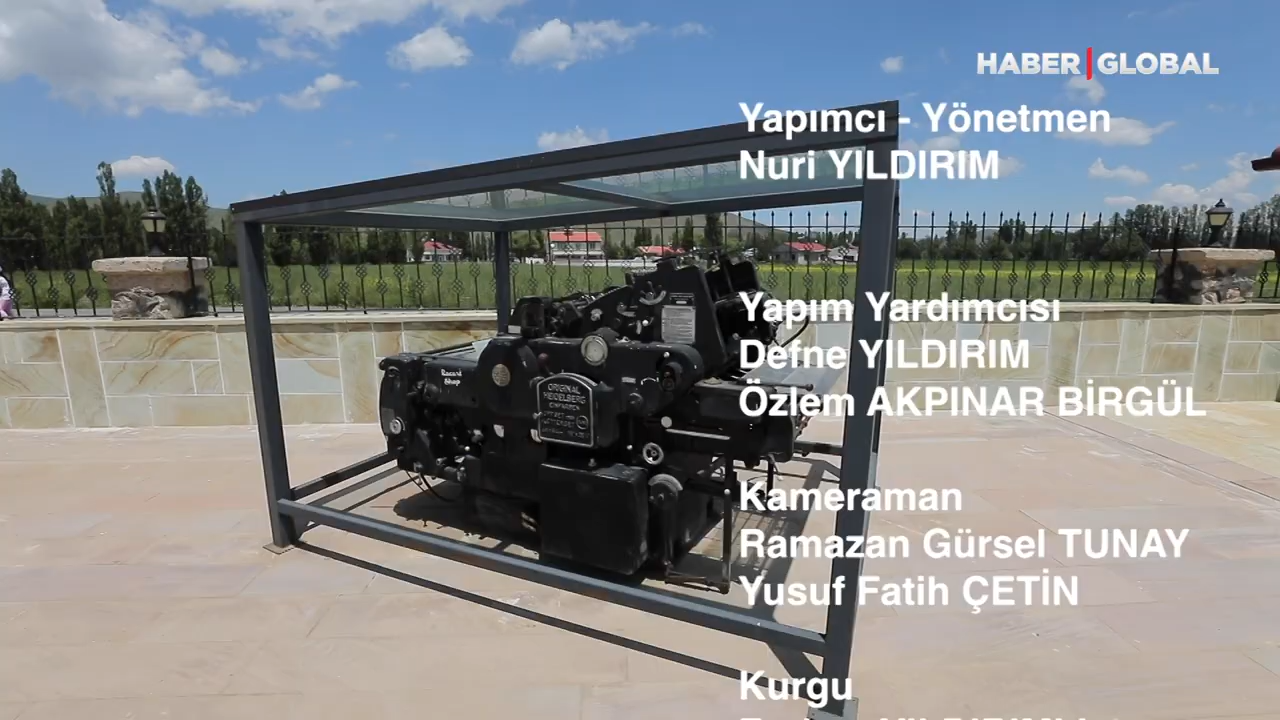 HABER GLOBAL
Yapımcı - Yönetmen
Nuri YILDIRIM
Yapım Yardımcısı
Defne YILDIRIM
Özlem AKPINAR BİRGÜL
Kameraman
Ramazan Gürsel TUNAY
Yusuf Fatih ÇETİN
Kurgu
ORIGINAL
HEIDELBERG